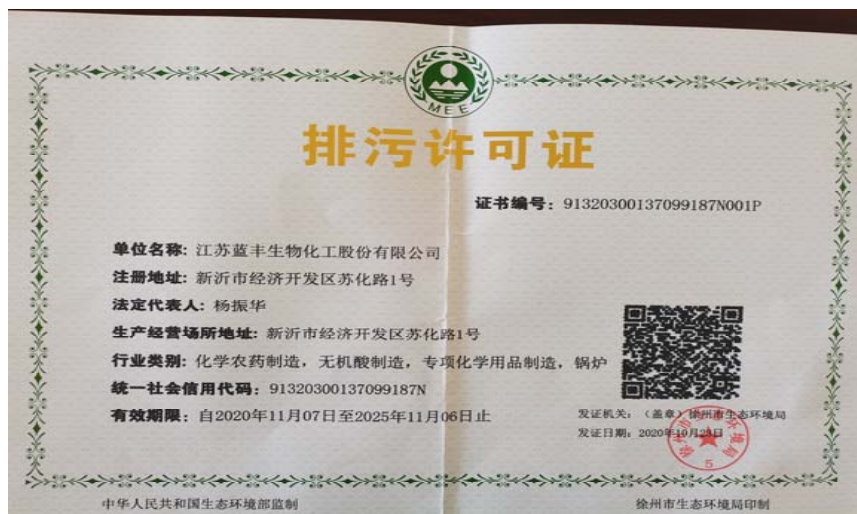 MEE
排污许可证
证书编号：91320300137099187N001P
单位名称：江苏蓝丰生物化工股份有限公司
注册地址：新沂市经济开发区苏化路1号
法定代表人：杨振华
生产经营场所地址：新沂市经济开发区苏化路1号
行业类别：化学农药制造，无机酸制造，专项化学用品制造，锅炉
统一社会信用代码：91320300137099187N
有效期限：自2020年11月07日至2025年11月06日止
发证机关：（盖章）徐州市生态环境局
发证日期：2020年10月23日
5
中华人民共和国生态环境部监制
徐州市生态环境局印制